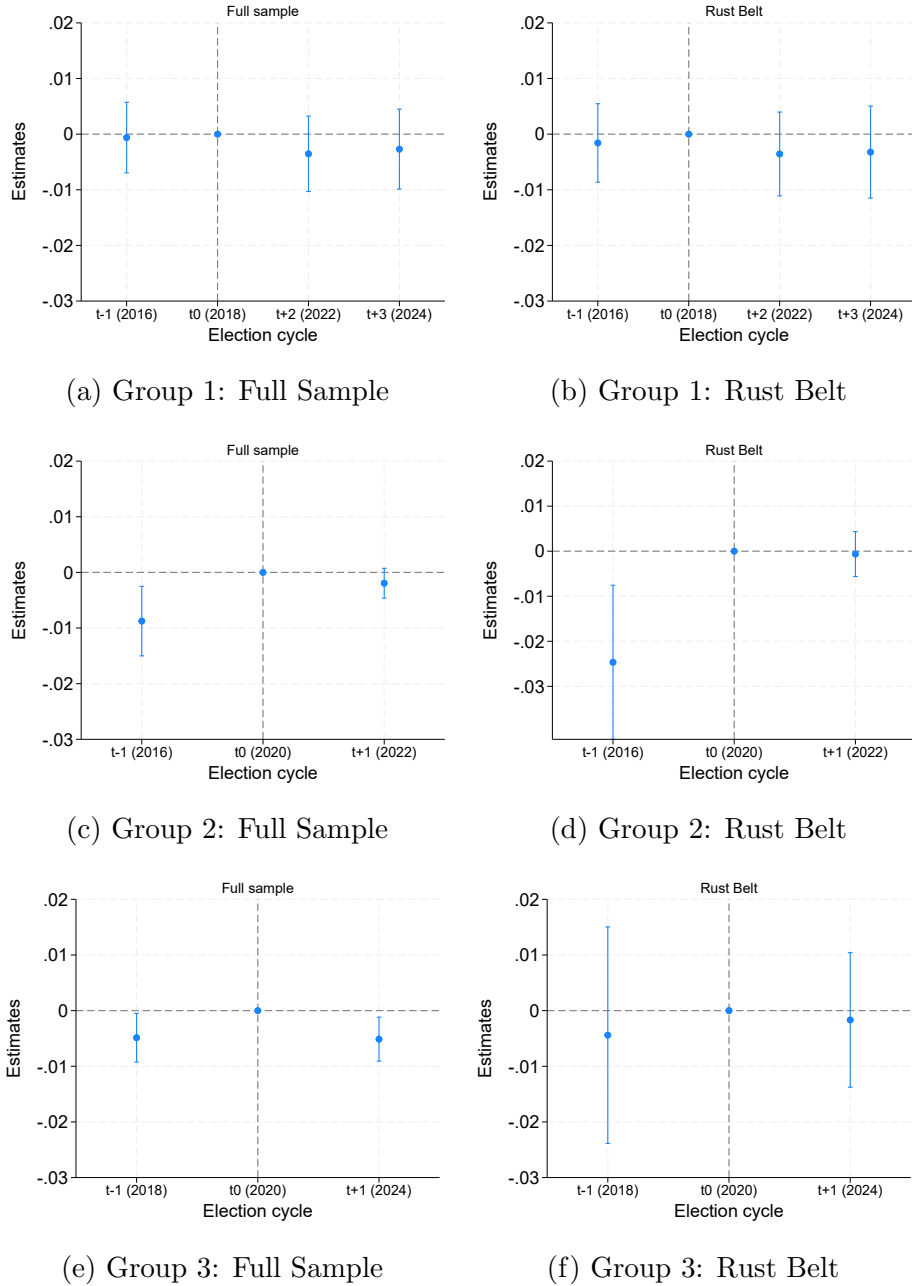 Full sample
.02
.01
0
-.01
-.02
-.03
Estimates
t-1 (2016) t0 (2018) t+2 (2022) t+3 (2024)
Election cycle
(a) Group 1: Full Sample
Rust Belt
.02
.01
0
-.01
-.02
-.03
Estimates
t-1 (2016) t0 (2018) t+2 (2022) t+3 (2024)
Election cycle
(b) Group 1: Rust Belt
Full sample
.02
.01
0
-.01
-.02
-.03
Estimates
t-1 (2016) t0 (2020) t+1 (2022)
Election cycle
(c) Group 2: Full Sample
Rust Belt
.02
.01
0
-.01
-.02
-.03
Estimates
t-1 (2016) t0 (2020) t+1 (2022)
Election cycle
(d) Group 2: Rust Belt
Full sample
.02
.01
0
-.01
-.02
-.03
Estimates
t-1 (2018) t0 (2020) t+1 (2024)
Election cycle
(e) Group 3: Full Sample
Rust Belt
.02
.01
0
-.01
-.02
-.03
Estimates
t-1 (2018) t0 (2020) t+1 (2024)
Election cycle
(f) Group 3: Rust Belt